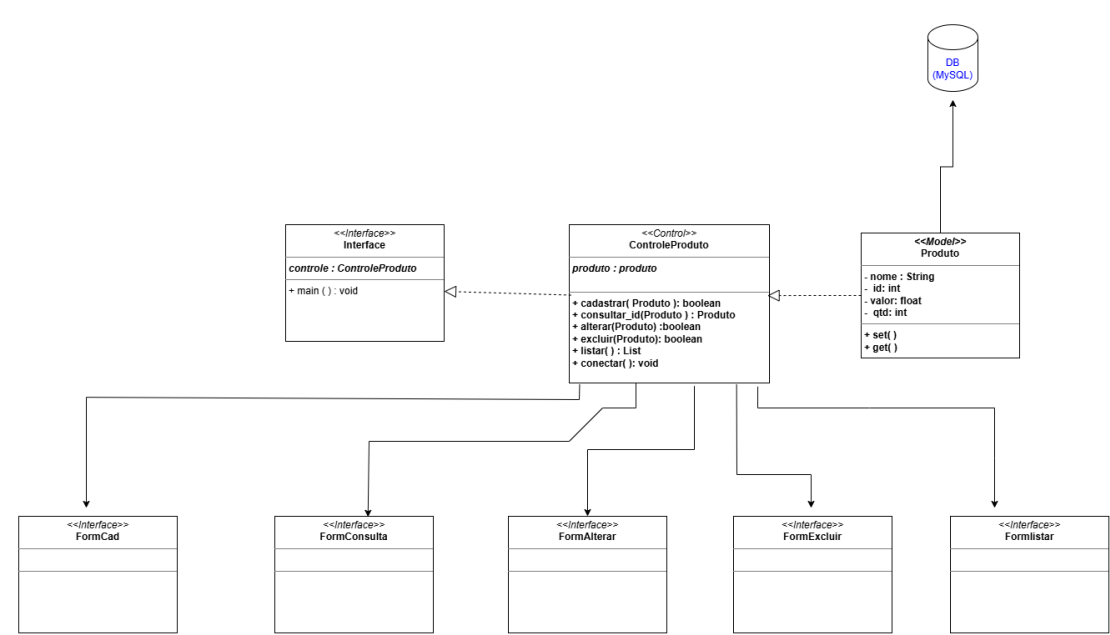 DB
(MySQL)
<<Interface>>
Interface
controle : ControleProduto
+ main ( ) : void
<<Control>>
ControleProduto
produto : produto
+ cadastrar( Produto ): boolean
+ consultar_id(Produto ) : Produto
+ alterar(Produto) :boolean
+ excluir(Produto): boolean
+ listar( ) : List
+ conectar( ): void
<<Model>>
Produto
- nome : String
- id: int
- valor: float
- qtd: int
+ set( )
+ get( )
<<Interface>>
FormCad
<<Interface>>
FormConsulta
<<Interface>>
FormAlterar
<<Interface>>
FormExcluir
<<Interface>>
Formlistar